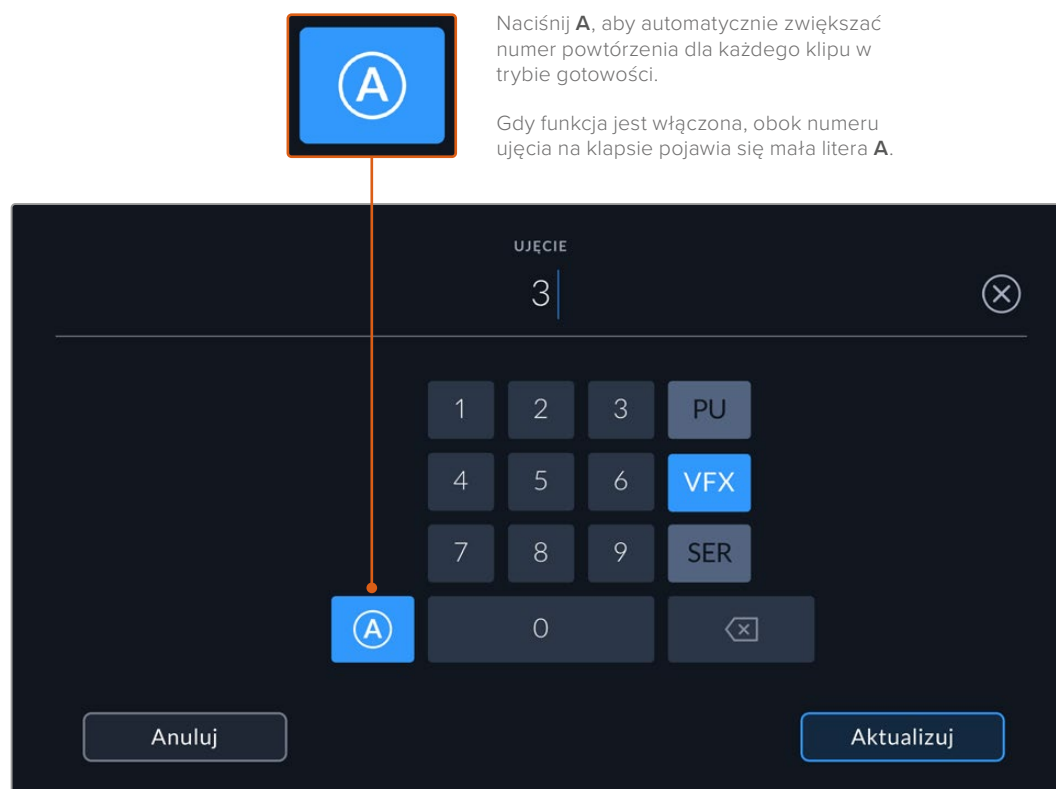 A
Naciśnij A, aby automatycznie zwiększać
numer powtórzenia dla każdego klipu w
trybie gotowości.
Gdy funkcja jest włączona, obok numeru
ujęcia na klapsie pojawia się mała litera A.
UJĘCIE
3
1 2 3 PU
4 5 6 VFX
7 8 9 SER
A 0
Anuluj Aktualizuj